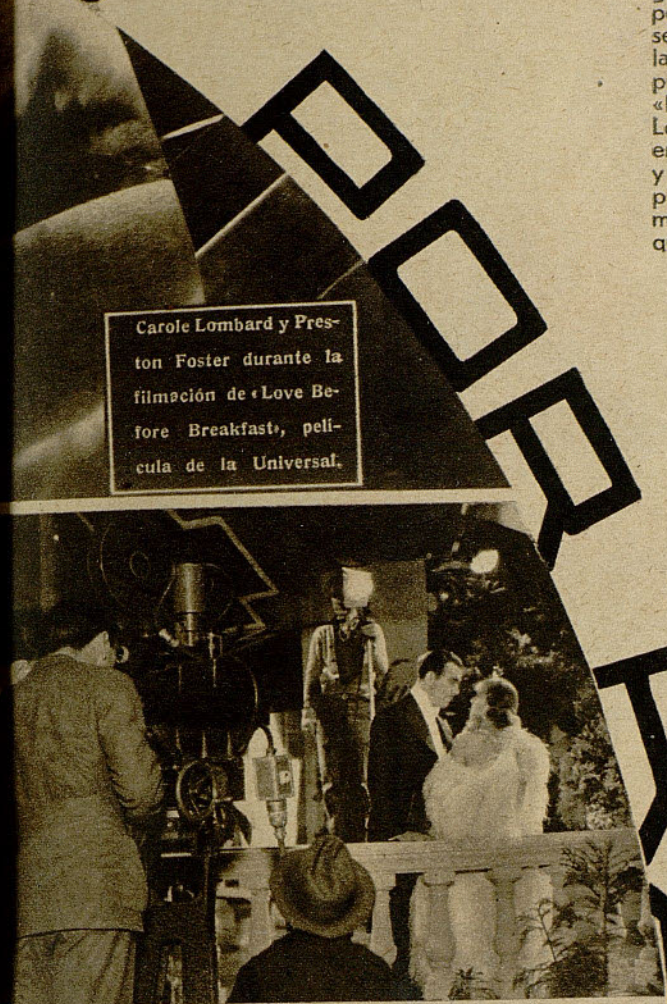 POR
Carole Lombard y Pres-
ton Foster durante la
filmación de «Love Be-
fore Breakfast», pelí-
cula de la Universal.